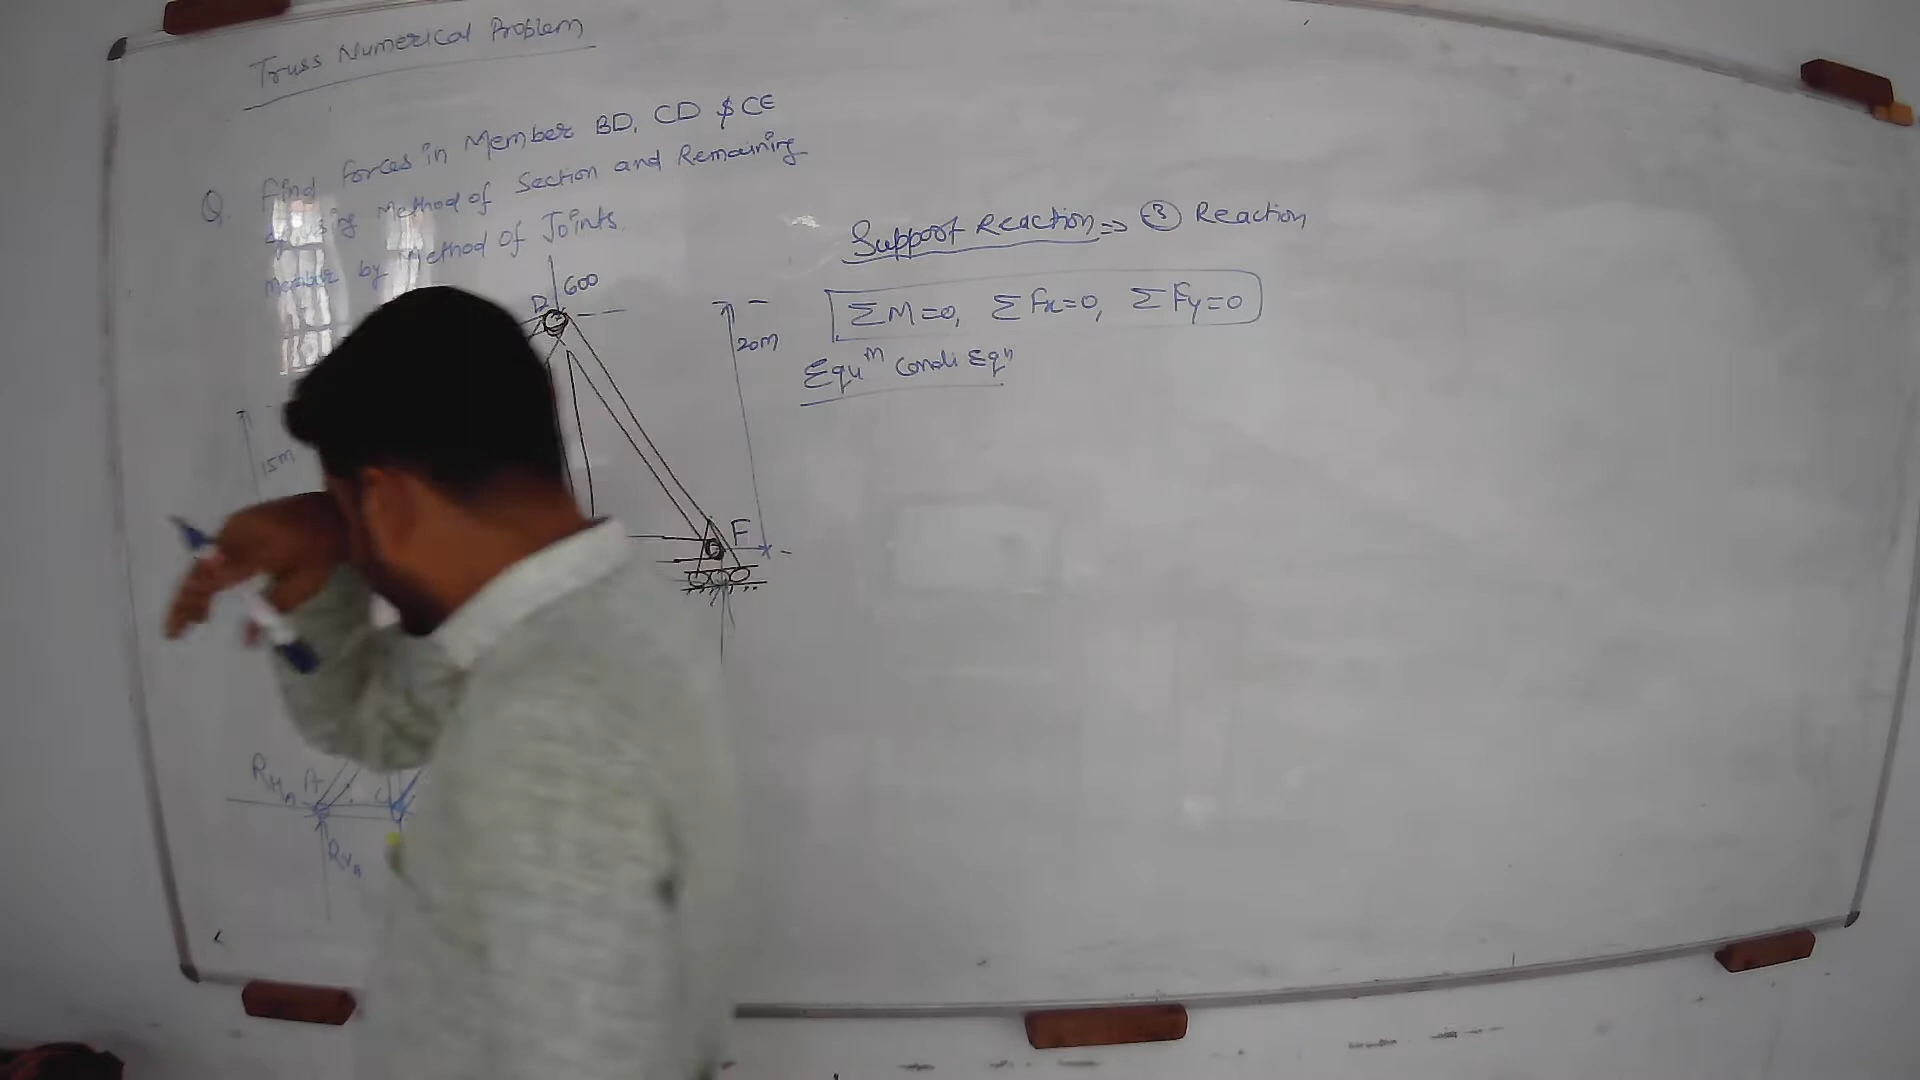 Truss Numerical Problem
Q. Find forces in Member BD, CD & CE
using Method of Section and Remaining
member by Method of Joints.
Support Reaction => ③ Reaction
ΣM=0, ΣFx=0, ΣFy=0
Equᵐ Condi Eqⁿ
600
D
20m
15m
F
RHA
A
C
RVA